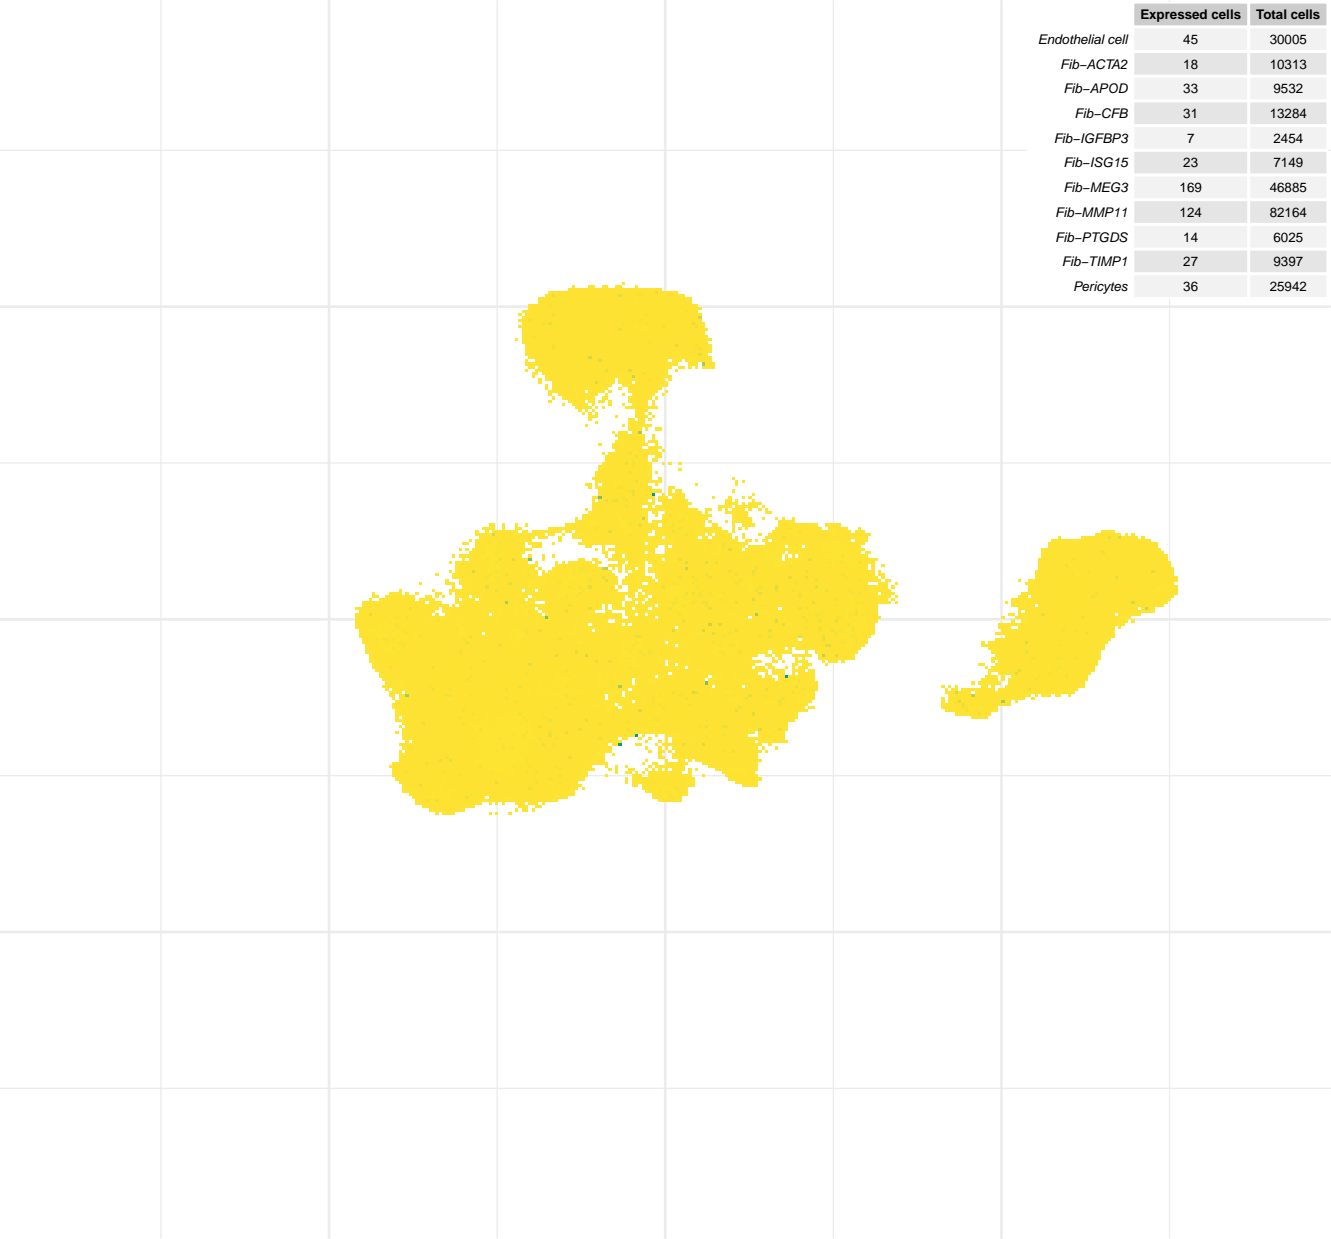 Expressed cells Total cells
Endothelial cell 45 30005
Fib−ACTA2 18 10313
Fib−APOD 33 9532
Fib−CFB 31 13284
Fib−IGFBP3 7 2454
Fib−ISG15 23 7149
Fib−MEG3 169 46885
Fib−MMP11 124 82164
Fib−PTGDS 14 6025
Fib−TIMP1 27 9397
Pericytes 36 25942